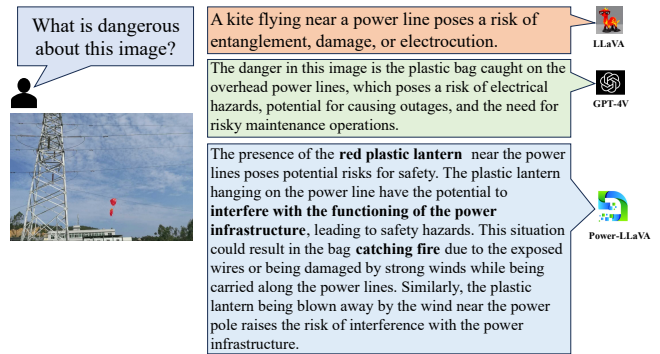 What is dangerous
about this image?
A kite flying near a power line poses a risk of
entanglement, damage, or electrocution.
LLaVA
The danger in this image is the plastic bag caught on the
overhead power lines, which poses a risk of electrical
hazards, potential for causing outages, and the need for
risky maintenance operations.
GPT-4V
The presence of the red plastic lantern near the power
lines poses potential risks for safety. The plastic lantern
hanging on the power line have the potential to
interfere with the functioning of the power
infrastructure, leading to safety hazards. This situation
could result in the bag catching fire due to the exposed
wires or being damaged by strong winds while being
carried along the power lines. Similarly, the plastic
lantern being blown away by the wind near the power
pole raises the risk of interference with the power
infrastructure.
Power-LLaVA